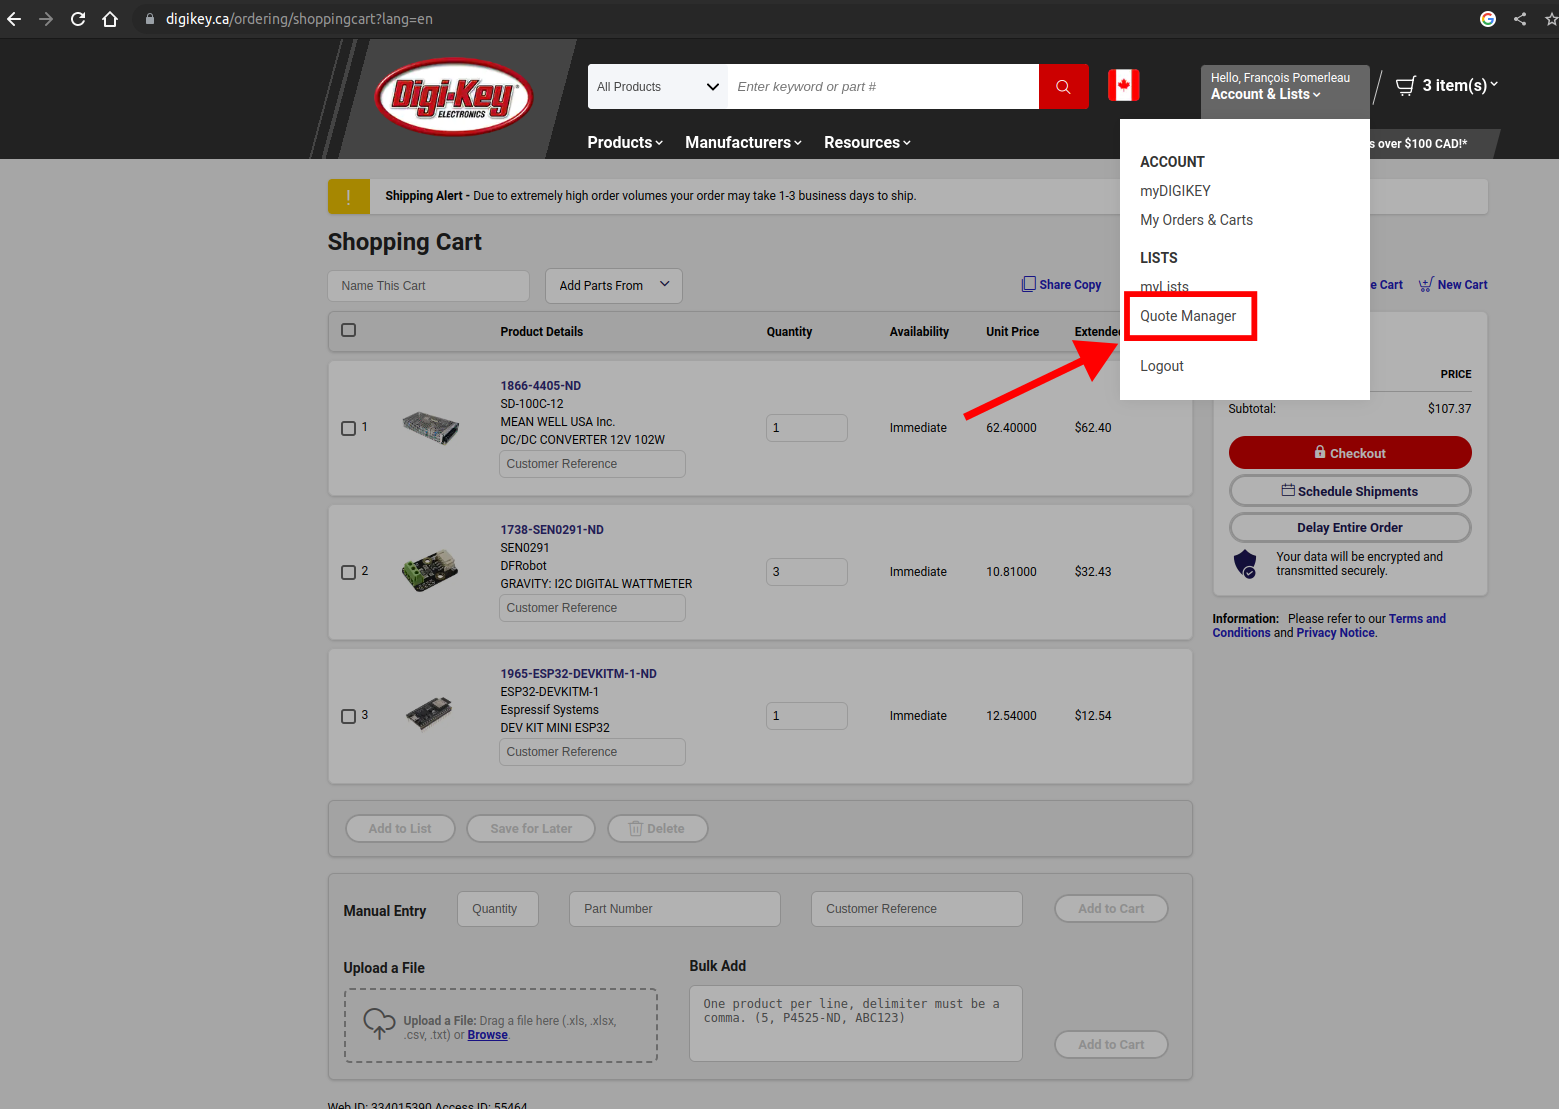 digikey.ca/ordering/shoppingcart?lang=en
Digi-Key
ELECTRONICS
All Products
Enter keyword or part #
Hello, François Pomerleau
Account & Lists
3 item(s)
Products
Manufacturers
Resources
s over $100 CAD!*
ACCOUNT
myDIGIKEY
My Orders & Carts
LISTS
myLists
Quote Manager
Logout
! Shipping Alert - Due to extremely high order volumes your order may take 1-3 business days to ship.
Shopping Cart
Name This Cart
Add Parts From
Share Copy
e Cart
New Cart
Product Details
Quantity
Availability
Unit Price
Extended
1
1866-4405-ND
SD-100C-12
MEAN WELL USA Inc.
DC/DC CONVERTER 12V 102W
Customer Reference
1
Immediate
62.40000
$62.40
2
1738-SEN0291-ND
SEN0291
DFRobot
GRAVITY: I2C DIGITAL WATTMETER
Customer Reference
3
Immediate
10.81000
$32.43
3
1965-ESP32-DEVKITM-1-ND
ESP32-DEVKITM-1
Espressif Systems
DEV KIT MINI ESP32
Customer Reference
1
Immediate
12.54000
$12.54
PRICE
Subtotal:
$107.37
Checkout
Schedule Shipments
Delay Entire Order
Your data will be encrypted and
transmitted securely.
Information: Please refer to our Terms and
Conditions and Privacy Notice.
Add to List
Save for Later
Delete
Manual Entry
Quantity
Part Number
Customer Reference
Add to Cart
Upload a File
Upload a File: Drag a file here (.xls, .xlsx,
.csv, .txt) or Browse.
Bulk Add
One product per line, delimiter must be a
comma. (5, P4525-ND, ABC123)
Add to Cart
Web ID: 334015390 Access ID: 55464